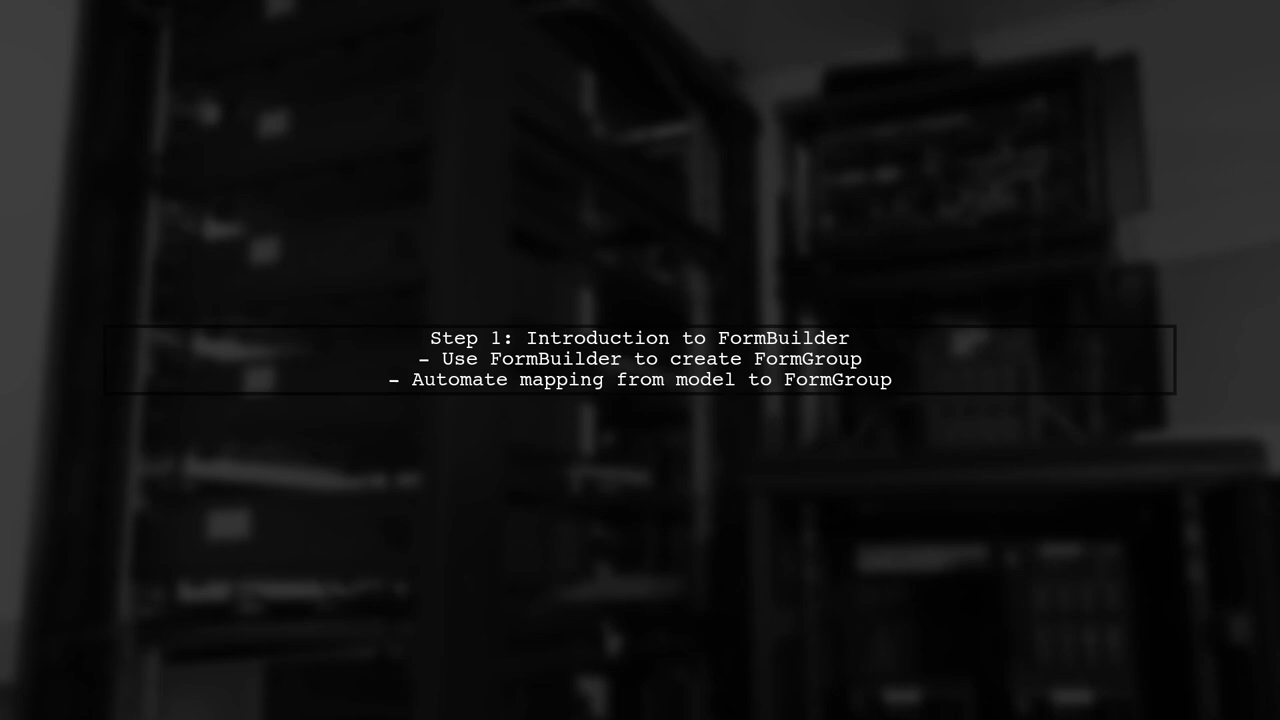 Step 1: Introduction to FormBuilder
– Use FormBuilder to create FormGroup
– Automate mapping from model to FormGroup